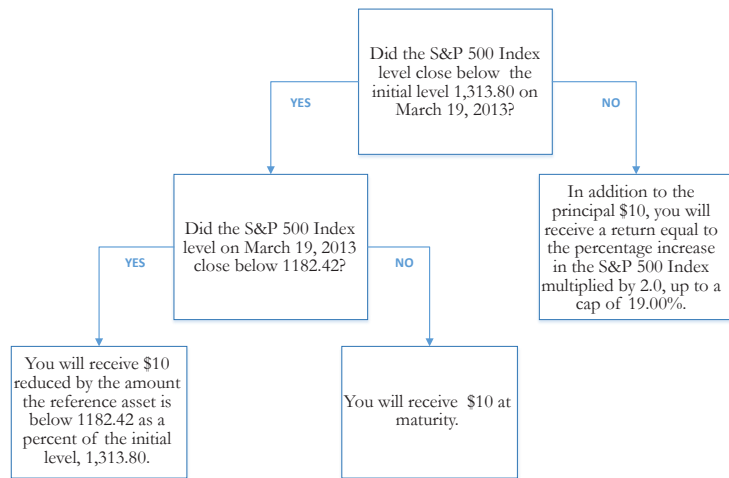 Did the S&P 500 Index
level close below the
initial level 1,313.80 on
March 19, 2013?
YES
NO
Did the S&P 500 Index
level on March 19, 2013
close below 1182.42?
In addition to the
principal $10, you will
receive a return equal to
the percentage increase
in the S&P 500 Index
multiplied by 2.0, up to a
cap of 19.00%.
YES
NO
You will receive $10
reduced by the amount
the reference asset is
below 1182.42 as a
percent of the initial
level, 1,313.80.
You will receive $10 at
maturity.